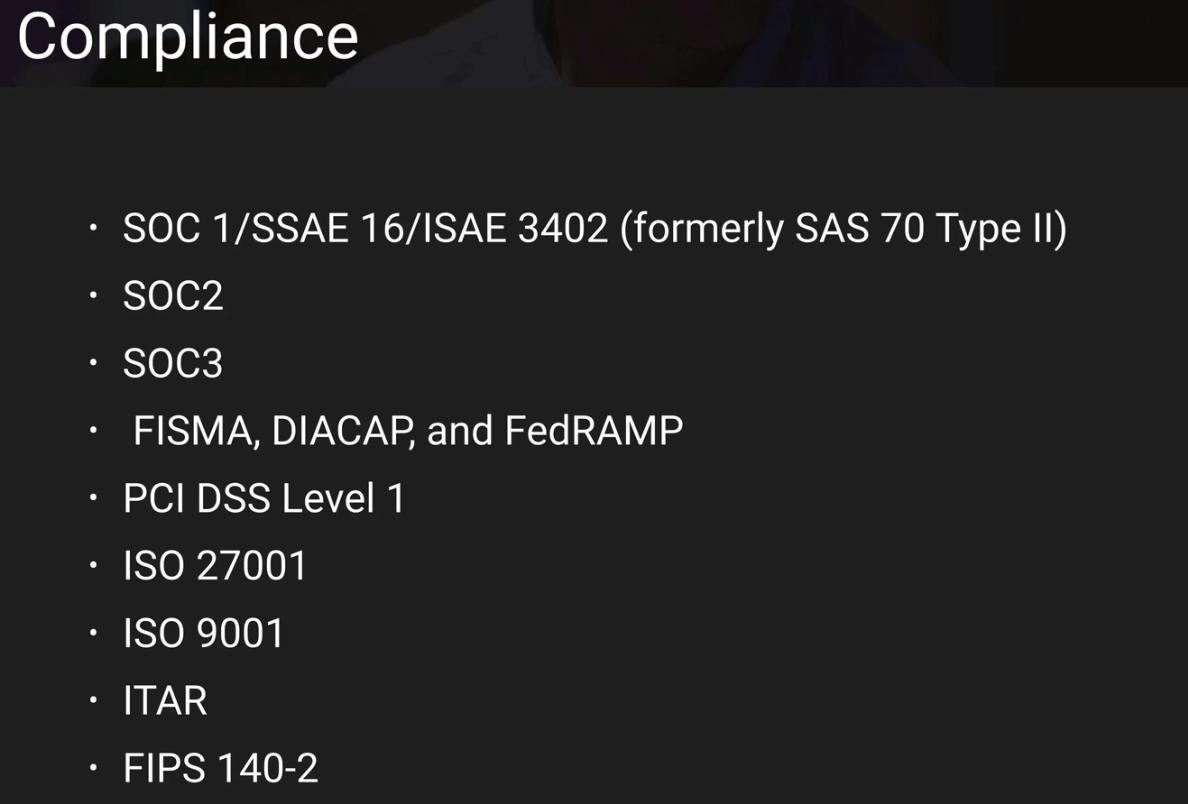 Compliance
• SOC 1/SSAE 16/ISAE 3402 (formerly SAS 70 Type II)
• SOC2
• SOC3
• FISMA, DIACAP, and FedRAMP
• PCI DSS Level 1
• ISO 27001
• ISO 9001
• ITAR
• FIPS 140-2